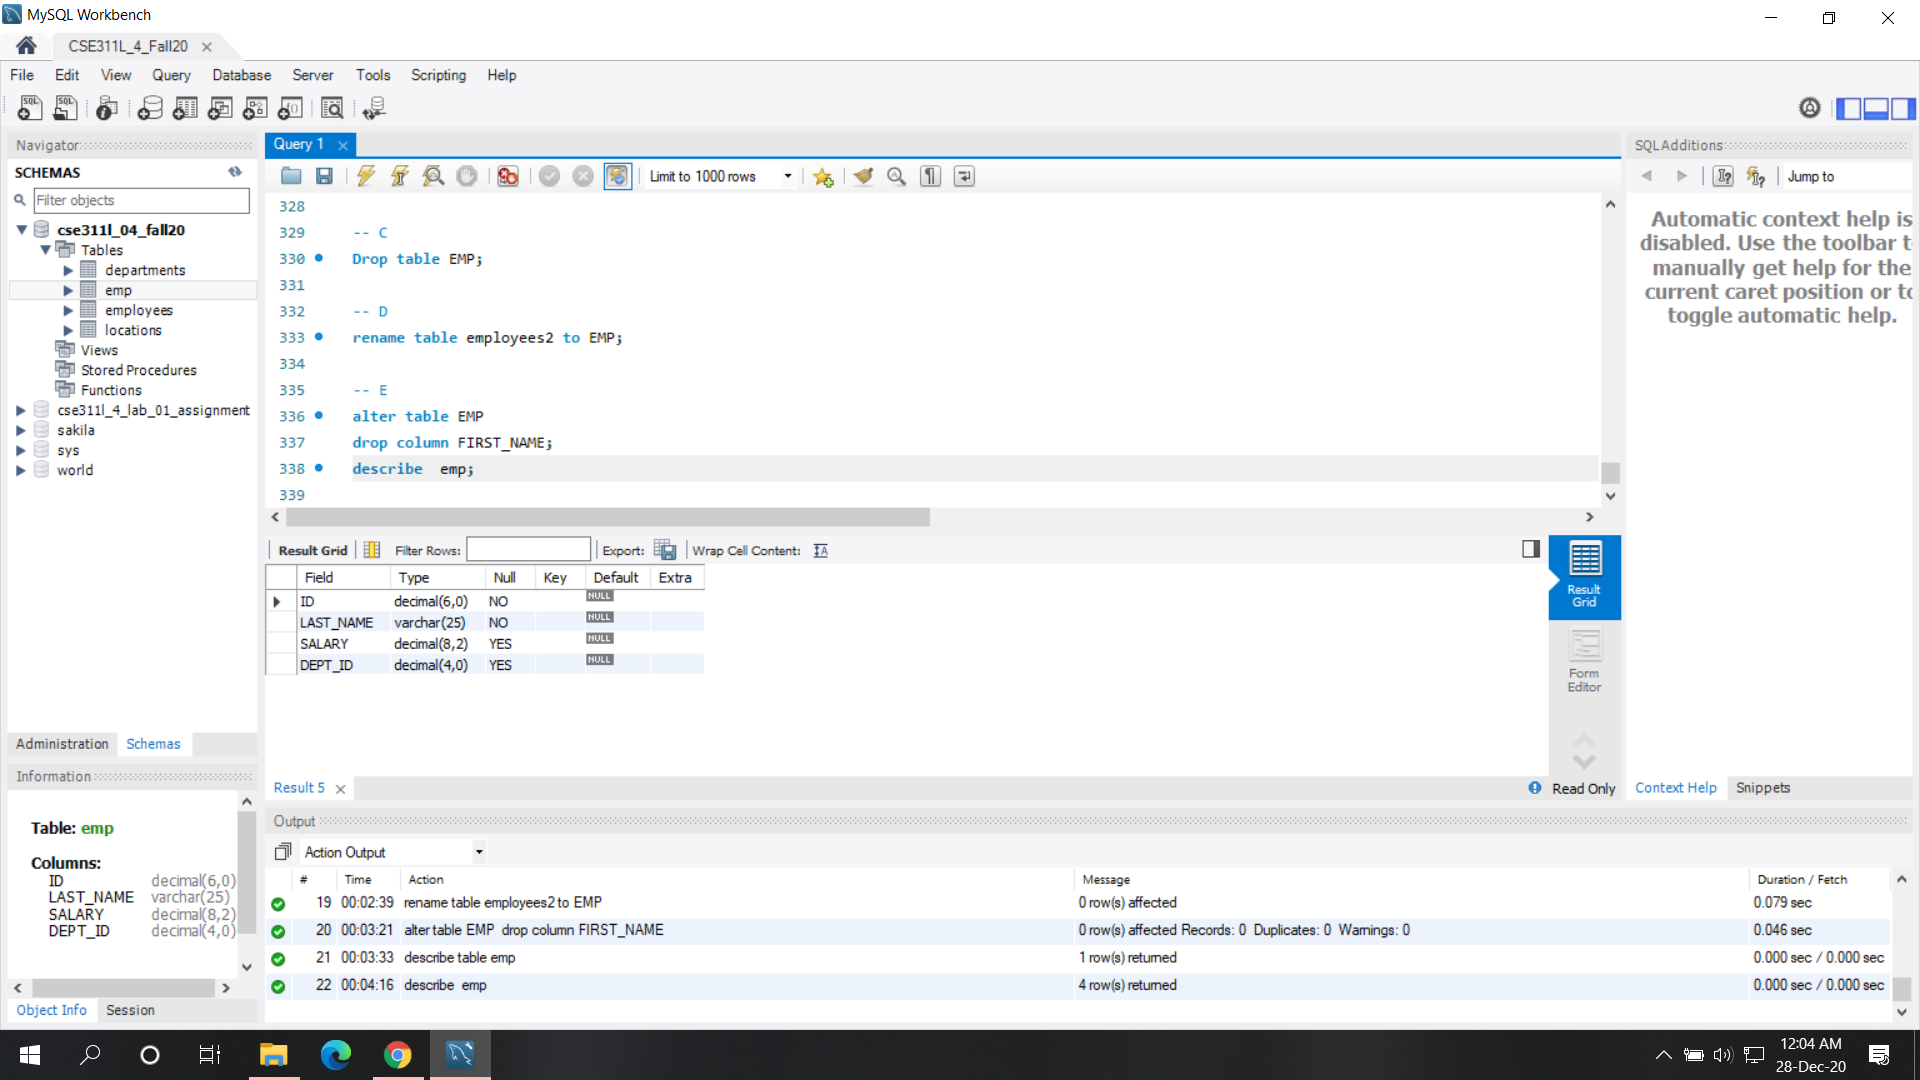 MySQL Workbench
CSE311L_4_Fall20
File Edit View Query Database Server Tools Scripting Help
Navigator
SCHEMAS
Filter objects
cse311l_04_fall20
Tables
departments
emp
employees
locations
Views
Stored Procedures
Functions
cse311l_4_lab_01_assignment
sakila
sys
world
Administration Schemas
Information
Table: emp
Columns:
ID decimal(6,0)
LAST_NAME varchar(25)
SALARY decimal(8,2)
DEPT_ID decimal(4,0)
Object Info Session
Query 1
Limit to 1000 rows
328
329 -- C
330 Drop table EMP;
331
332 -- D
333 rename table employees2 to EMP;
334
335 -- E
336 alter table EMP
337 drop column FIRST_NAME;
338 describe  emp;
339
Result Grid Filter Rows: Export: Wrap Cell Content:
Field Type Null Key Default Extra
ID decimal(6,0) NO NULL
LAST_NAME varchar(25) NO NULL
SALARY decimal(8,2) YES NULL
DEPT_ID decimal(4,0) YES NULL
Result
Grid
Form
Editor
Result 5
Read Only
SQLAdditions
Jump to
Automatic context help is
disabled. Use the toolbar t
manually get help for the
current caret position or to
toggle automatic help.
Context Help Snippets
Output
Action Output
# Time Action Message Duration / Fetch
19 00:02:39 rename table employees2 to EMP 0 row(s) affected 0.079 sec
20 00:03:21 alter table EMP  drop column FIRST_NAME 0 row(s) affected Records: 0  Duplicates: 0  Warnings: 0 0.046 sec
21 00:03:33 describe table emp 1 row(s) returned 0.000 sec / 0.000 sec
22 00:04:16 describe  emp 4 row(s) returned 0.000 sec / 0.000 sec
12:04 AM
28-Dec-20